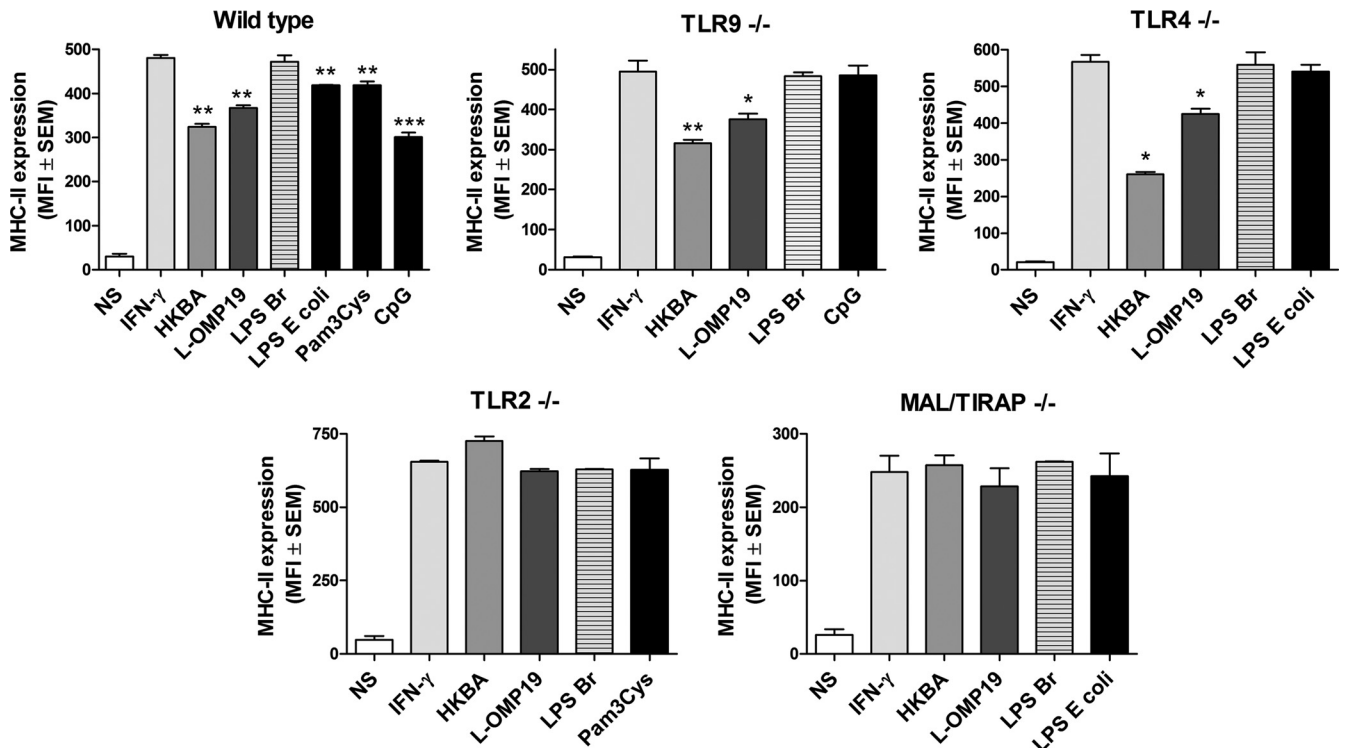 Wild type
MHC-II expression
(MFI ± SEM)
500
400
300
200
100
0
**
**
**
**
***
NS
IFN-γ
HKBA
L-OMP19
LPS Br
LPS E coli
Pam3Cys
CpG
TLR9 -/-
MHC-II expression
(MFI ± SEM)
500
400
300
200
100
0
**
*
NS
IFN-γ
HKBA
L-OMP19
LPS Br
CpG
TLR4 -/-
MHC-II expression
(MFI ± SEM)
600
500
400
300
200
100
0
*
*
NS
IFN-γ
HKBA
L-OMP19
LPS Br
LPS E coli
TLR2 -/-
MHC-II expression
(MFI ± SEM)
750
500
250
0
NS
IFN-γ
HKBA
L-OMP19
LPS Br
Pam3Cys
MAL/TIRAP -/-
MHC-II expression
(MFI ± SEM)
300
200
100
0
NS
IFN-γ
HKBA
L-OMP19
LPS Br
LPS E coli